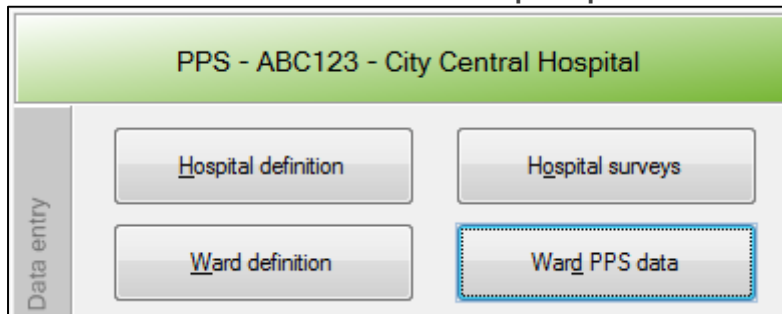 PPS - ABC123 - City Central Hospital
Data entry
Hospital definition
Hospital surveys
Ward definition
Ward PPS data